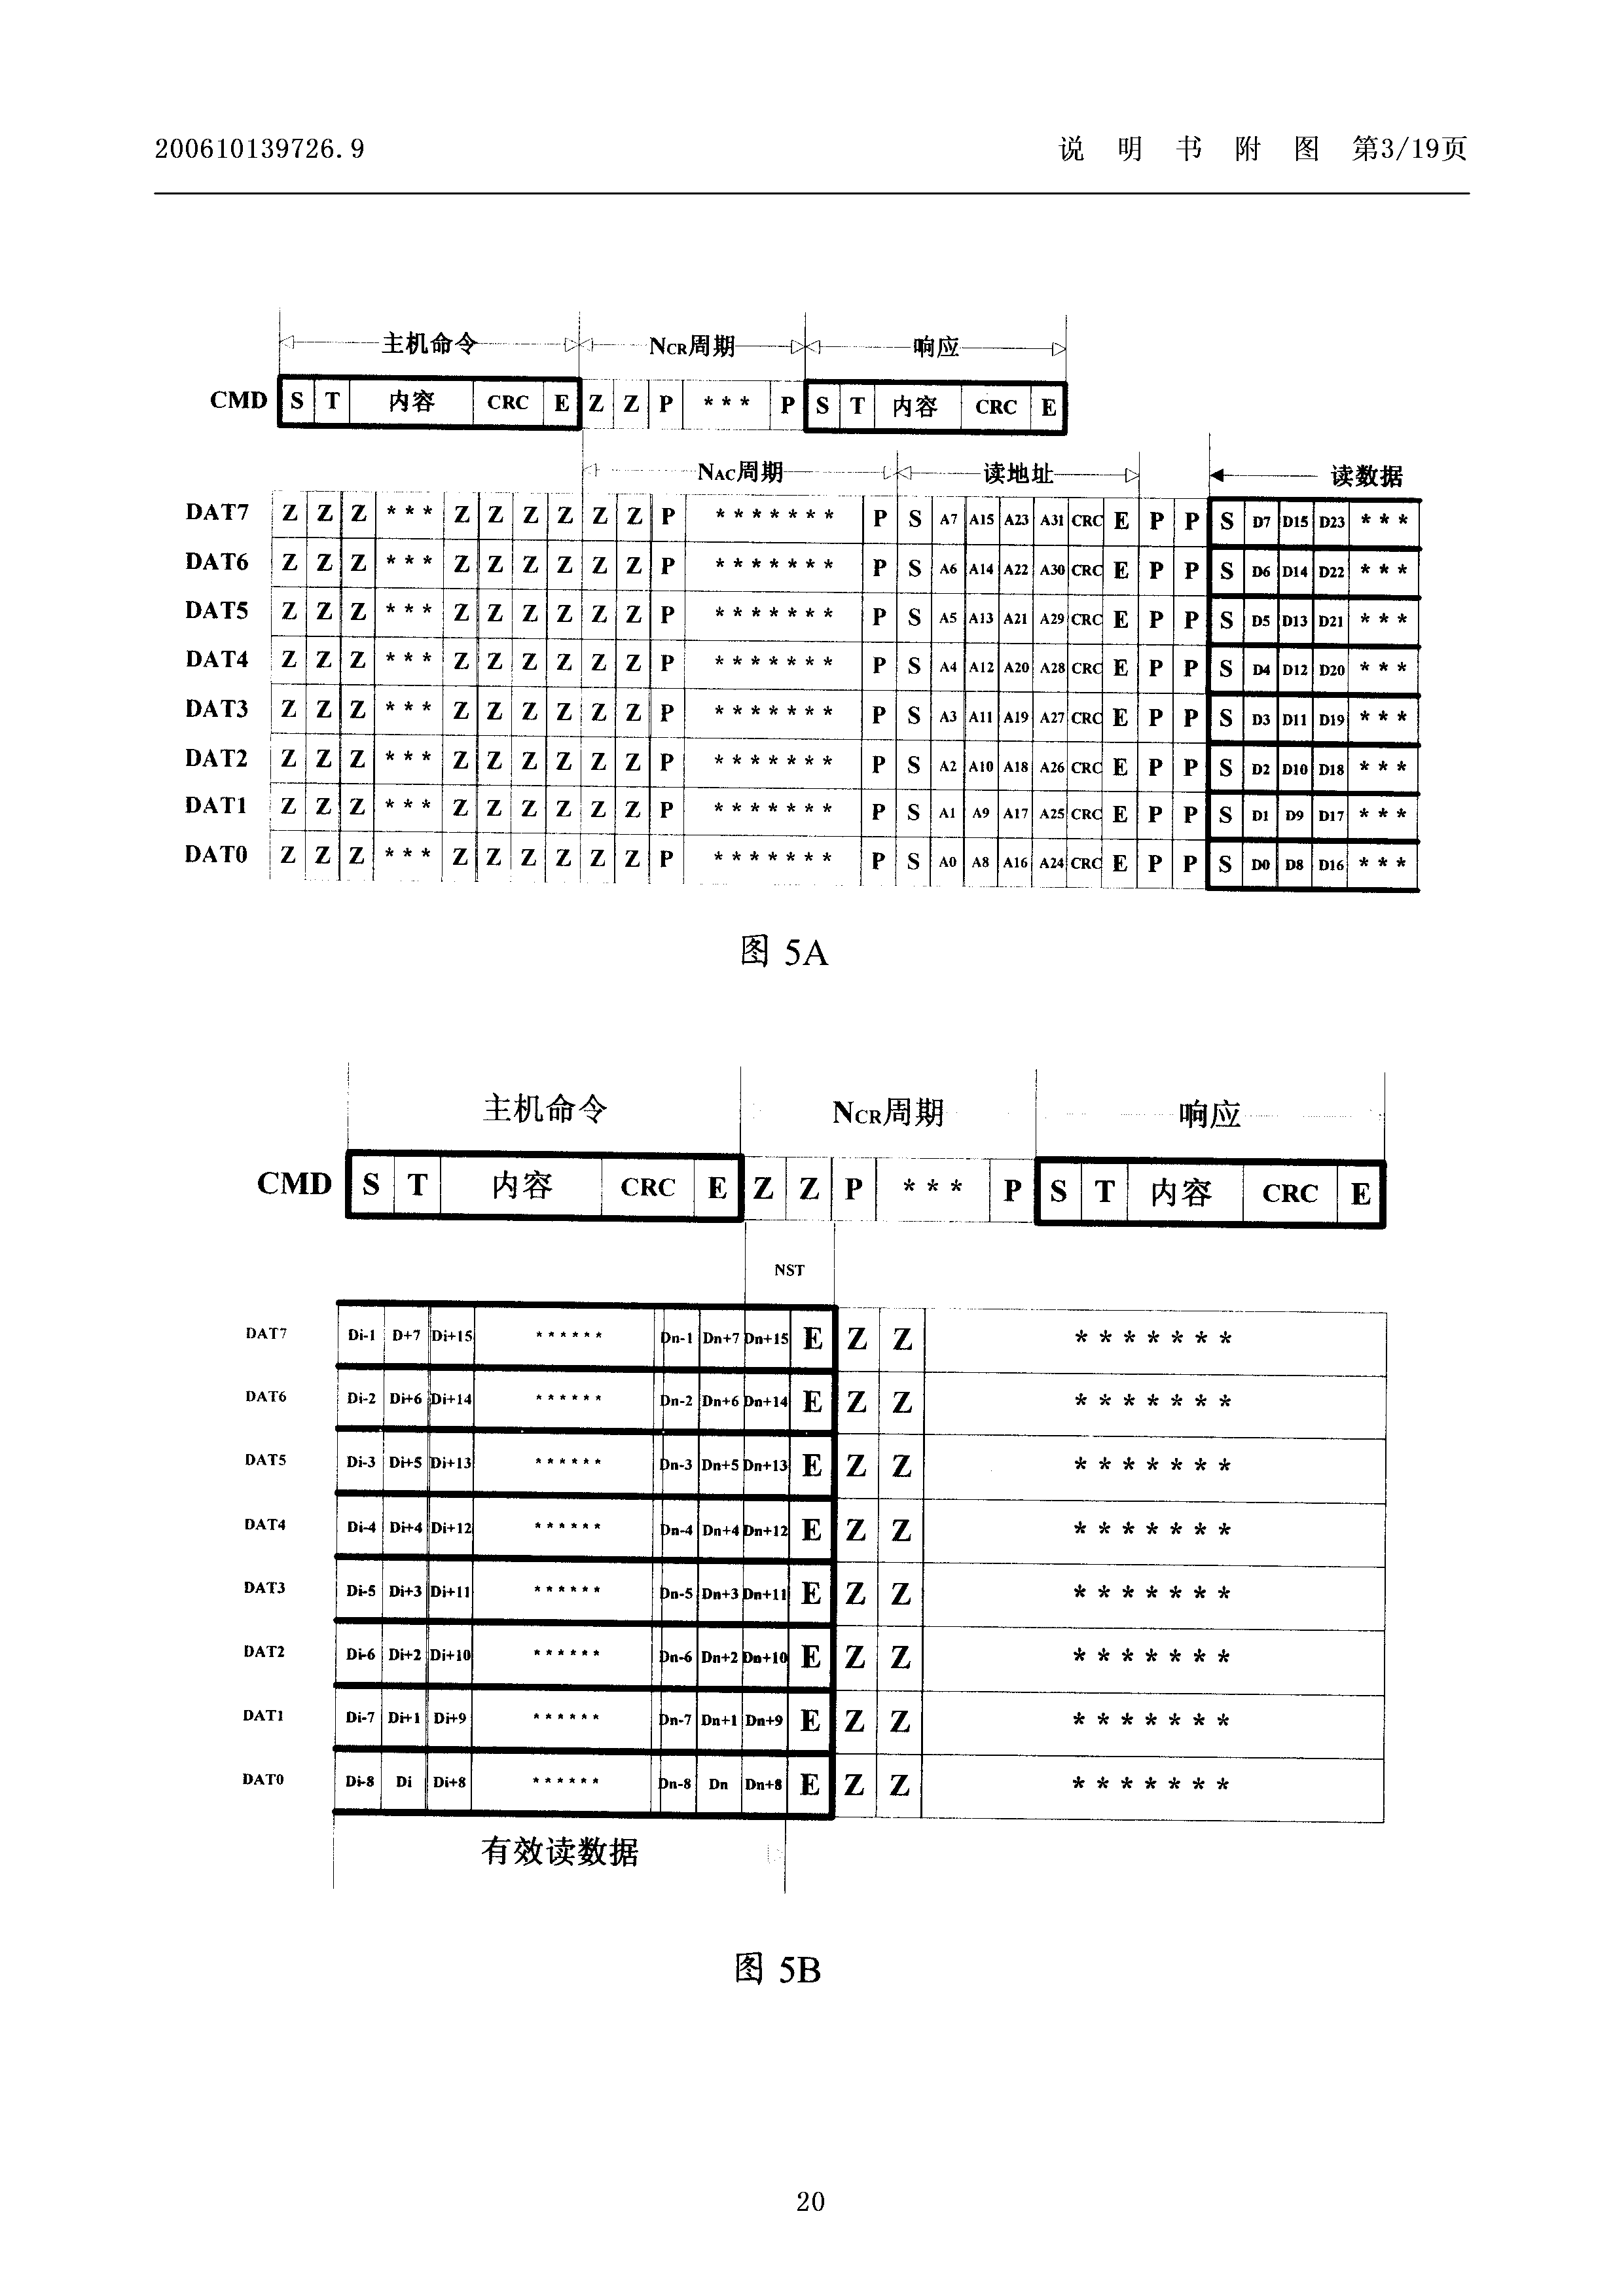 200610139726.9 说 明 书 附 图 第3/19页
主机命令 NCR周期 响应
CMD S T 内容 CRC E Z Z P *** P S T 内容 CRC E
NAC周期 读地址 读数据
DAT7 Z Z Z *** Z Z Z Z Z Z P ******* P S A7 A15 A23 A31 CRC E P P S D7 D15 D23 ***
DAT6 Z Z Z *** Z Z Z Z Z Z P ******* P S A6 A14 A22 A30 CRC E P P S D6 D14 D22 ***
DAT5 Z Z Z *** Z Z Z Z Z Z P ******* P S A5 A13 A21 A29 CRC E P P S D5 D13 D21 ***
DAT4 Z Z Z *** Z Z Z Z Z Z P ******* P S A4 A12 A20 A28 CRC E P P S D4 D12 D20 ***
DAT3 Z Z Z *** Z Z Z Z Z Z P ******* P S A3 A11 A19 A27 CRC E P P S D3 D11 D19 ***
DAT2 Z Z Z *** Z Z Z Z Z Z P ******* P S A2 A10 A18 A26 CRC E P P S D2 D10 D18 ***
DAT1 Z Z Z *** Z Z Z Z Z Z P ******* P S A1 A9 A17 A25 CRC E P P S D1 D9 D17 ***
DAT0 Z Z Z *** Z Z Z Z Z Z P ******* P S A0 A8 A16 A24 CRC E P P S D0 D8 D16 ***
图 5A
主机命令 NCR周期 响应
CMD S T 内容 CRC E Z Z P *** P S T 内容 CRC E
NST
DAT7 Di-1 D+7 Di+15 ****** Dn-1 Dn+7 Dn+15 E Z Z *******
DAT6 Di-2 Di+6 Di+14 ****** Dn-2 Dn+6 Dn+14 E Z Z *******
DAT5 Di-3 Di+5 Di+13 ****** Dn-3 Dn+5 Dn+13 E Z Z *******
DAT4 Di-4 Di+4 Di+12 ****** Dn-4 Dn+4 Dn+12 E Z Z *******
DAT3 Di-5 Di+3 Di+11 ****** Dn-5 Dn+3 Dn+11 E Z Z *******
DAT2 Di-6 Di+2 Di+10 ****** Dn-6 Dn+2 Dn+10 E Z Z *******
DAT1 Di-7 Di+1 Di+9 ****** Dn-7 Dn+1 Dn+9 E Z Z *******
DAT0 Di-8 Di Di+8 ****** Dn-8 Dn Dn+8 E Z Z *******
有效读数据
图 5B
20